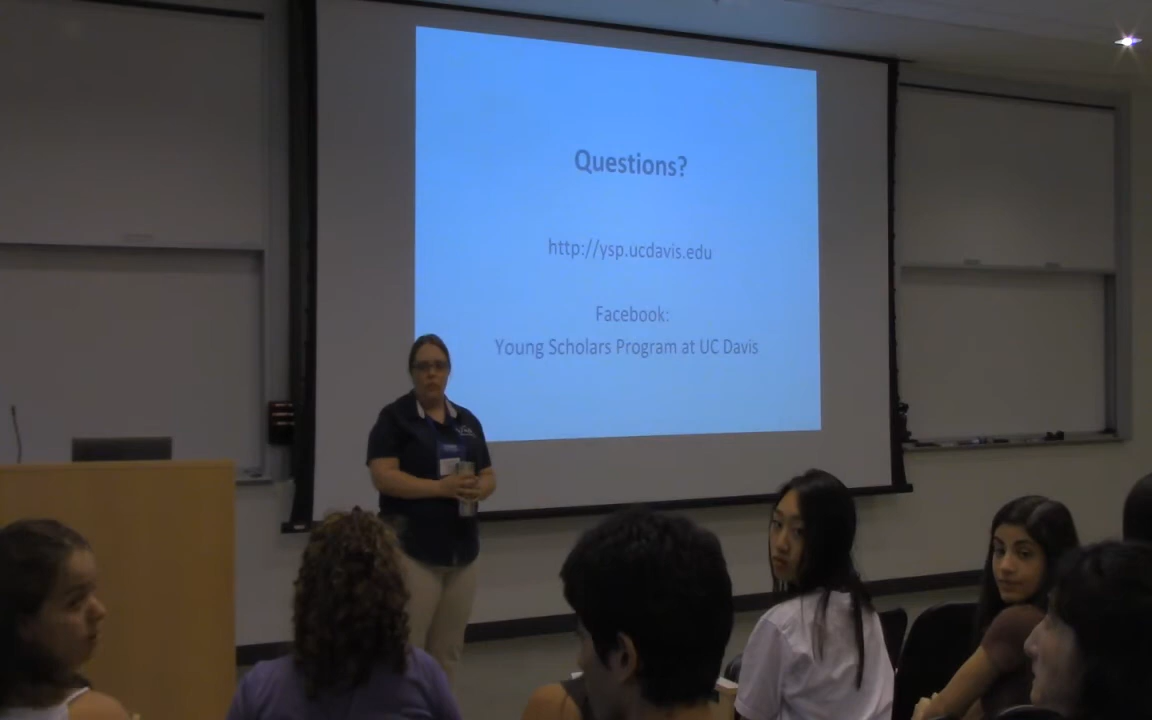 Questions?
http://ysp.ucdavis.edu
Facebook:
Young Scholars Program at UC Davis